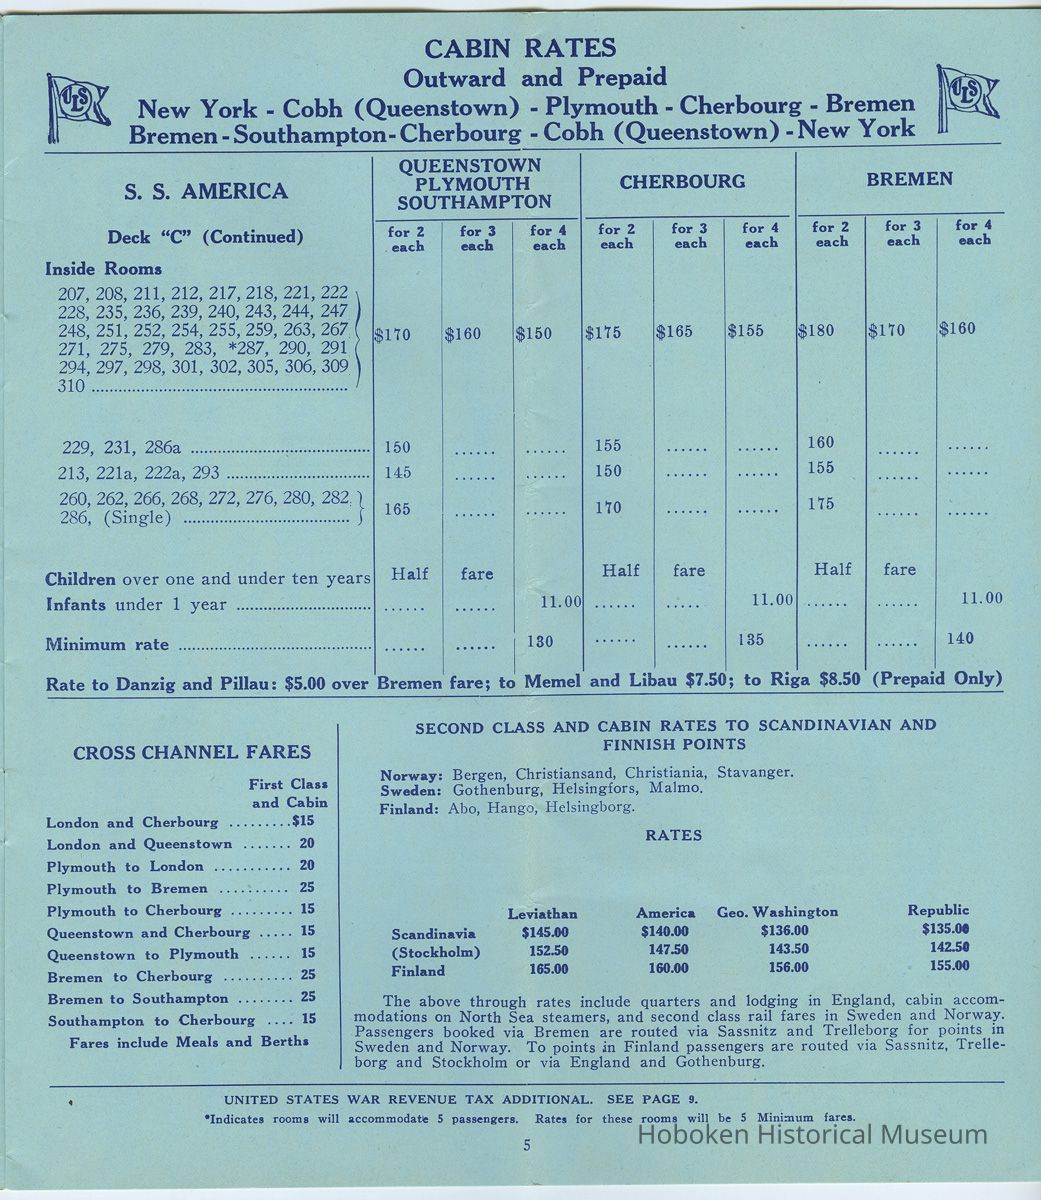 CABIN RATES
Outward and Prepaid
New York - Cobh (Queenstown) - Plymouth - Cherbourg - Bremen
Bremen - Southampton - Cherbourg - Cobh (Queenstown) - New York
USL
USL
S. S. AMERICA
QUEENSTOWN
PLYMOUTH
SOUTHAMPTON
CHERBOURG
BREMEN
Deck "C" (Continued)
for 2 each for 3 each for 4 each for 2 each for 3 each for 4 each for 2 each for 3 each for 4 each
Inside Rooms
207, 208, 211, 212, 217, 218, 221, 222
228, 235, 236, 239, 240, 243, 244, 247
248, 251, 252, 254, 255, 259, 263, 267 $170 $160 $150 $175 $165 $155 $180 $170 $160
271, 275, 279, 283, *287, 290, 291
294, 297, 298, 301, 302, 305, 306, 309
310 ........................
229, 231, 286a ........................ 150 ...... ...... 155 ...... ...... 160 ...... ......
213, 221a, 222a, 293 ........................ 145 ...... ...... 150 ...... ...... 155 ...... ......
260, 262, 266, 268, 272, 276, 280, 282
286, (Single) ........................ 165 ...... ...... 170 ...... ...... 175 ...... ......
Children over one and under ten years Half fare Half fare Half fare
Infants under 1 year ........................ ...... ...... 11.00 ...... ..... 11.00 ...... ...... 11.00
Minimum rate ........................ ...... ...... 130 ...... ...... 135 ...... ...... 140
Rate to Danzig and Pillau: $5.00 over Bremen fare; to Memel and Libau $7.50; to Riga $8.50 (Prepaid Only)
CROSS CHANNEL FARES
First Class
and Cabin
London and Cherbourg .........$15
London and Queenstown ....... 20
Plymouth to London ........... 20
Plymouth to Bremen .......... 25
Plymouth to Cherbourg ......... 15
Queenstown and Cherbourg ..... 15
Queenstown to Plymouth ...... 15
Bremen to Cherbourg .......... 25
Bremen to Southampton ........ 25
Southampton to Cherbourg .... 15
Fares include Meals and Berths
SECOND CLASS AND CABIN RATES TO SCANDINAVIAN AND
FINNISH POINTS
Norway: Bergen, Christiansand, Christiania, Stavanger.
Sweden: Gothenburg, Helsingfors, Malmo.
Finland: Abo, Hango, Helsingborg.
RATES
Leviathan America Geo. Washington Republic
Scandinavia $145.00 $140.00 $136.00 $135.00
(Stockholm) 152.50 147.50 143.50 142.50
Finland 165.00 160.00 156.00 155.00
The above through rates include quarters and lodging in England, cabin accom-
modations on North Sea steamers, and second class rail fares in Sweden and Norway.
Passengers booked via Bremen are routed via Sassnitz and Trelleborg for points in
Sweden and Norway. To points in Finland passengers are routed via Sassnitz, Trelle-
borg and Stockholm or via England and Gothenburg.
UNITED STATES WAR REVENUE TAX ADDITIONAL. SEE PAGE 9.
*Indicates rooms will accommodate 5 passengers. Rates for these rooms will be 5 Minimum fares.
Hoboken Historical Museum
5